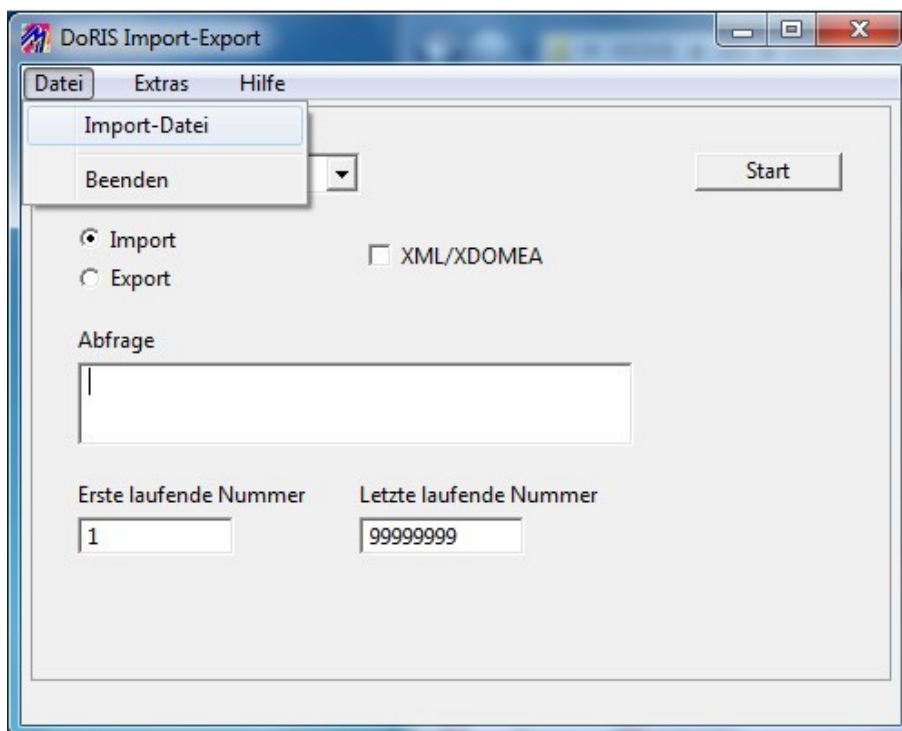 DoRIS Import-Export
Datei Extras Hilfe
Import-Datei
Beenden
Start
Import
XML/XDOMEA
Export
Abfrage
Erste laufende Nummer Letzte laufende Nummer
1 99999999